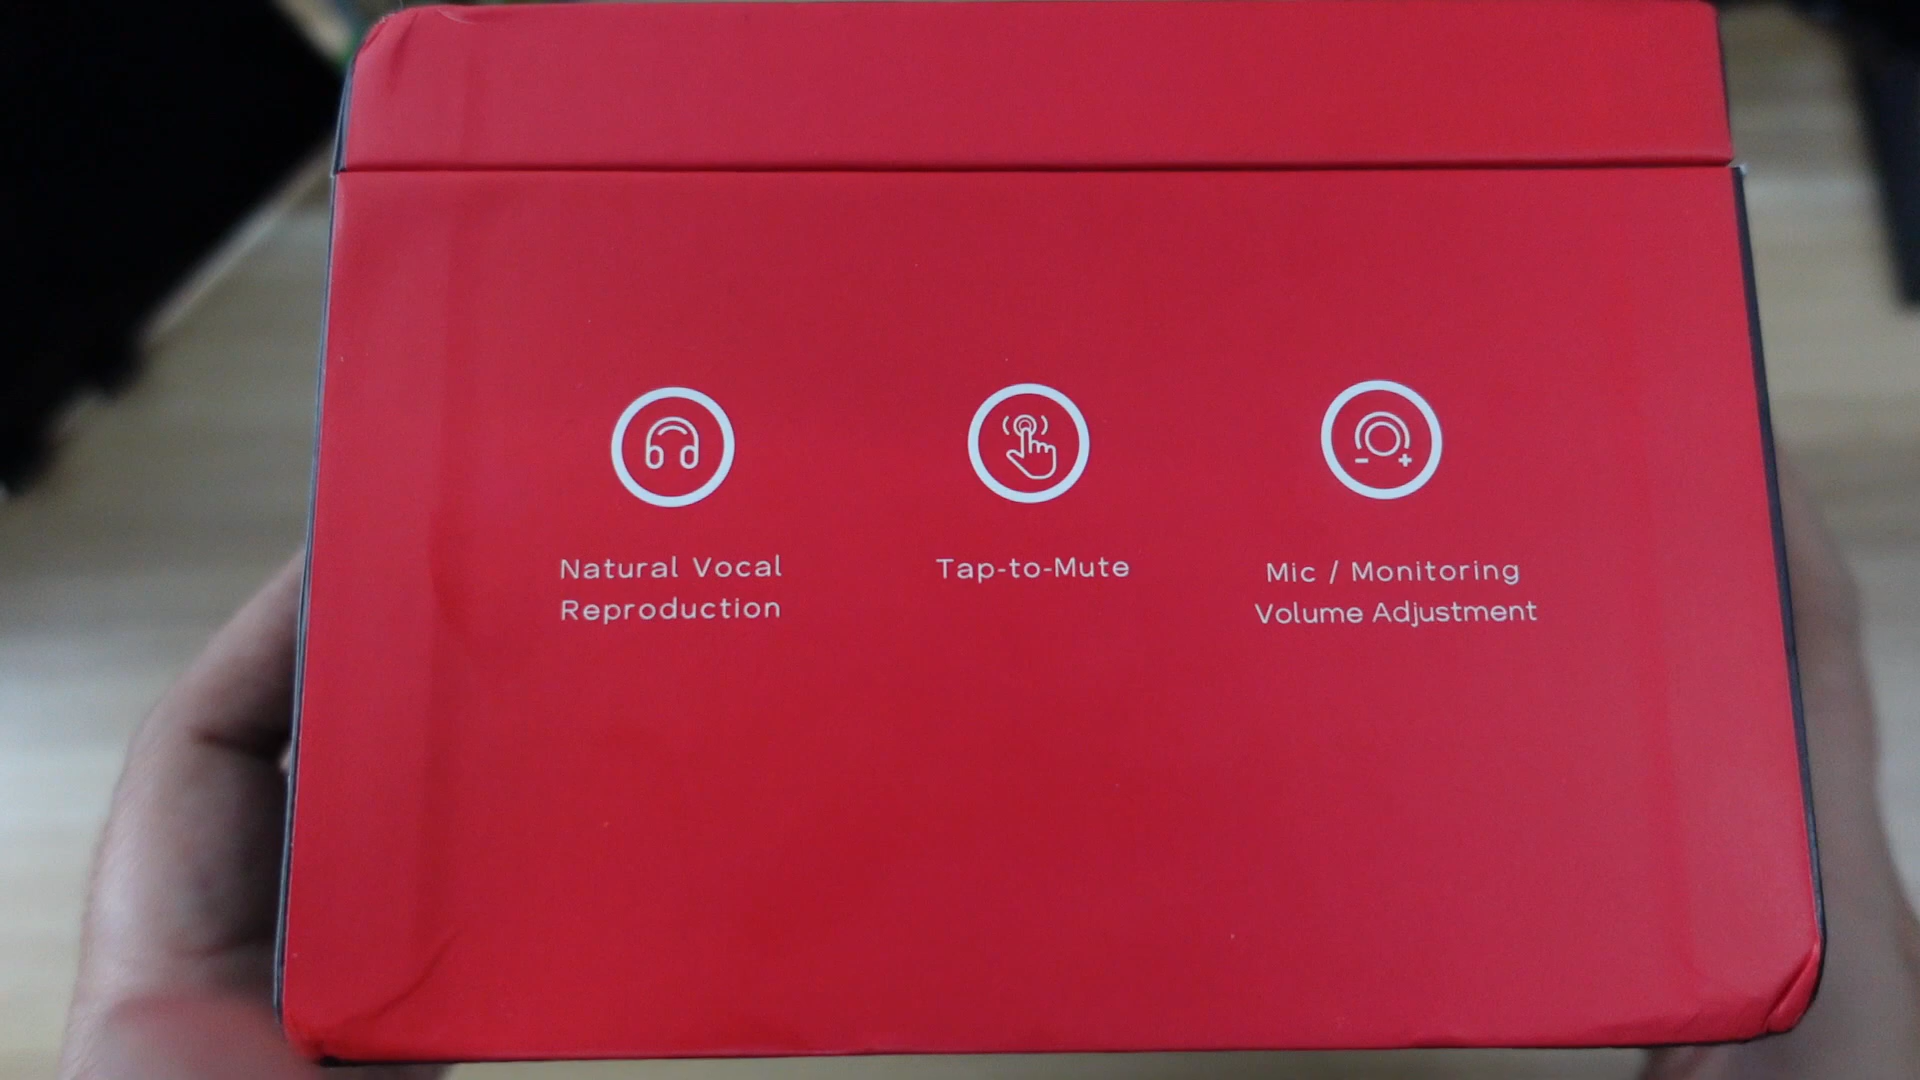 Natural Vocal
Reproduction
Tap-to-Mute
Mic / Monitoring
Volume Adjustment